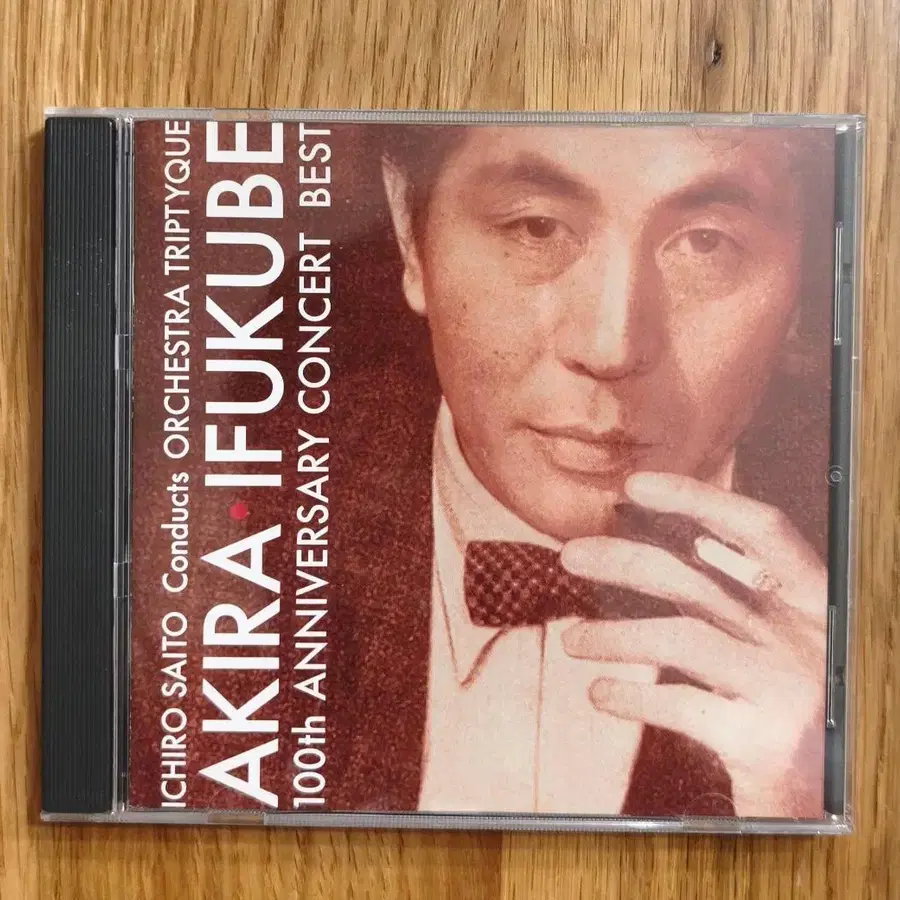 ICHIRO SAITO Conducts ORCHESTRA TRIPTYQUE
AKIRA・IFUKUBE
100th ANNIVERSARY CONCERT BEST